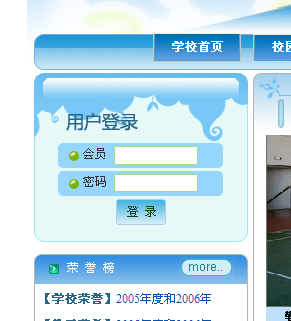 学校首页
用户登录
会员
密码
登 录
荣 誉 榜
more..
【学校荣誉】2005年度和2006年